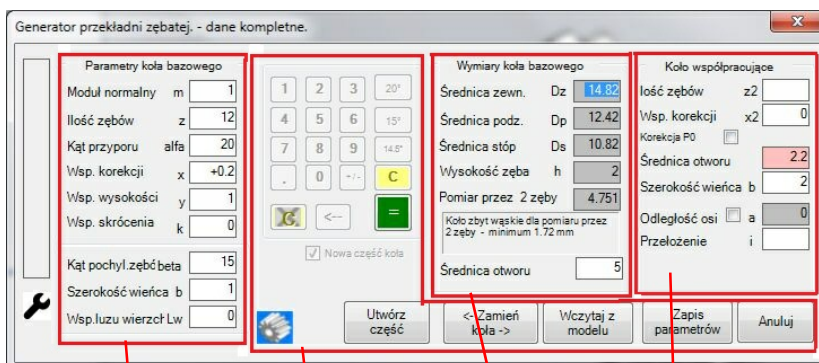 Generator przekładni zębatej. - dane kompletne.
x
Parametry koła bazowego
Moduł normalny m 1
Ilość zębów z 12
Kąt przyporu alfa 20
Wsp. korekcji x +0.2
Wsp. wysokości y 1
Wsp. skrócenia k 0
Kąt pochyl.zębć beta 15
Szerokość wieńca b 1
Wsp.luzu wierzch Lw 0
1 2 3 20°
4 5 6 15°
7 8 9 14.5°
. 0 +/- C
C <-- =
Nowa część koła
Wymiary koła bazowego
Średnica zewn. Dz 14.82
Średnica podz. Dp 12.42
Średnica stóp Ds 10.82
Wysokość zęba h 2
Pomiar przez 2 zęby 4.751
Koło zbyt wąskie dla pomiaru przez
2 zęby - minimum 1.72 mm
Średnica otworu 5
Koło współpracujące
Ilość zębów z2
Wsp. korekcji x2 0
Korekcja P0
Średnica otworu 2.2
Szerokość wieńca b 2
Odległość osi a 0
Przełożenie i
Utwórz
część
<- Zamień
koła ->
Wczytaj z
modelu
Zapis
parametrów
Anuluj